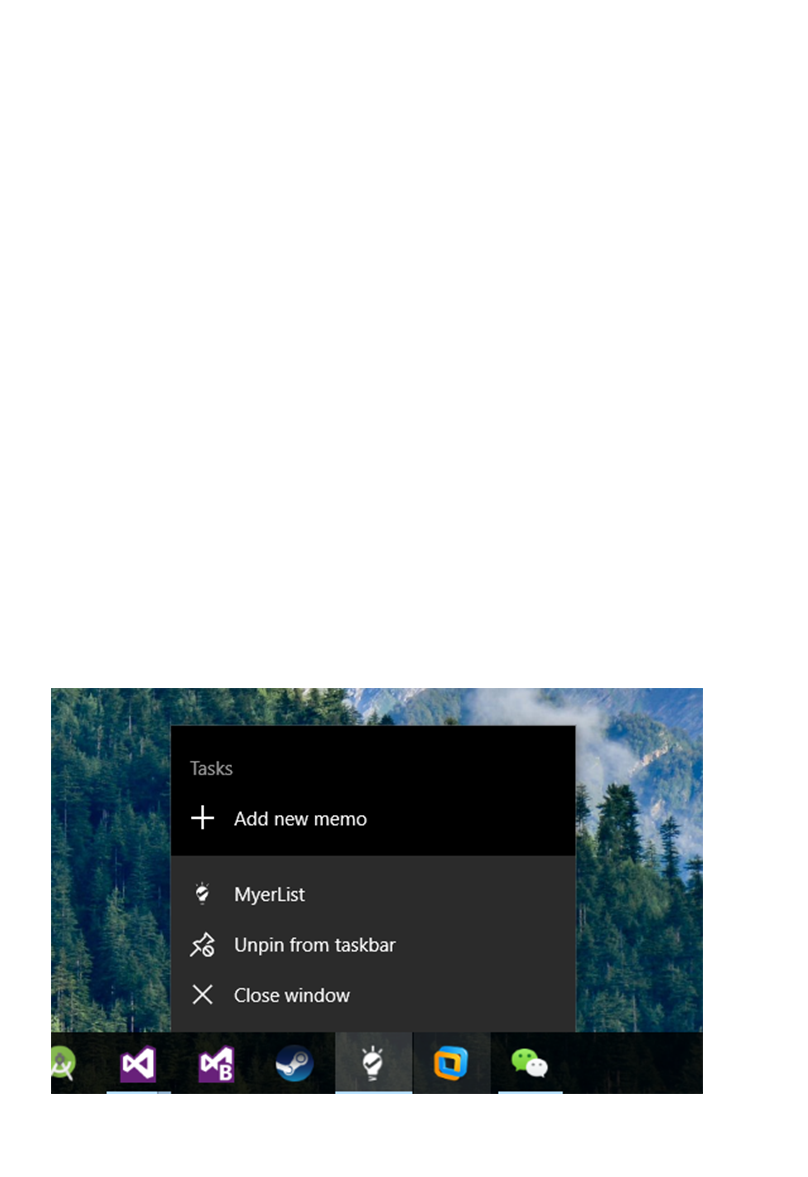 Tasks
Add new memo
MyerList
Unpin from taskbar
Close window
B